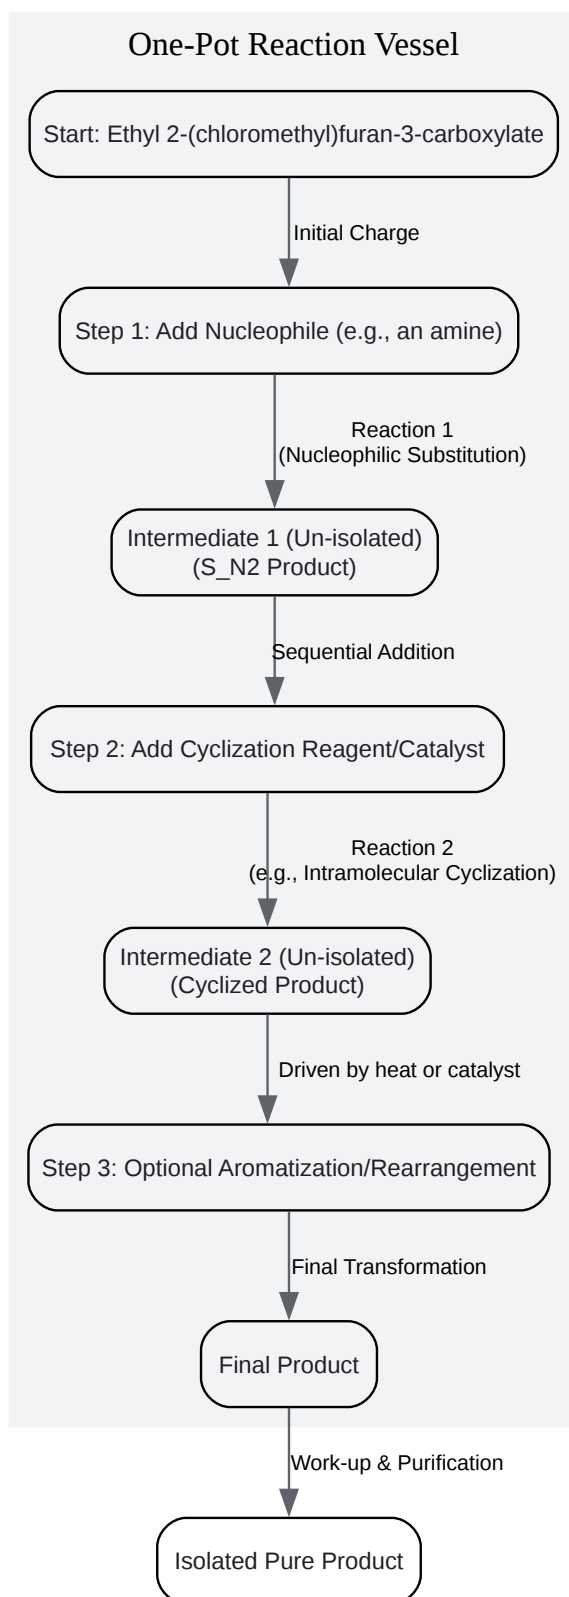 One-Pot Reaction Vessel
Start: Ethyl 2-(chloromethyl)furan-3-carboxylate
Initial Charge
Step 1: Add Nucleophile (e.g., an amine)
Reaction 1
(Nucleophilic Substitution)
Intermediate 1 (Un-isolated)
(S_N2 Product)
Sequential Addition
Step 2: Add Cyclization Reagent/Catalyst
Reaction 2
(e.g., Intramolecular Cyclization)
Intermediate 2 (Un-isolated)
(Cyclized Product)
Driven by heat or catalyst
Step 3: Optional Aromatization/Rearrangement
Final Transformation
Final Product
Work-up & Purification
Isolated Pure Product